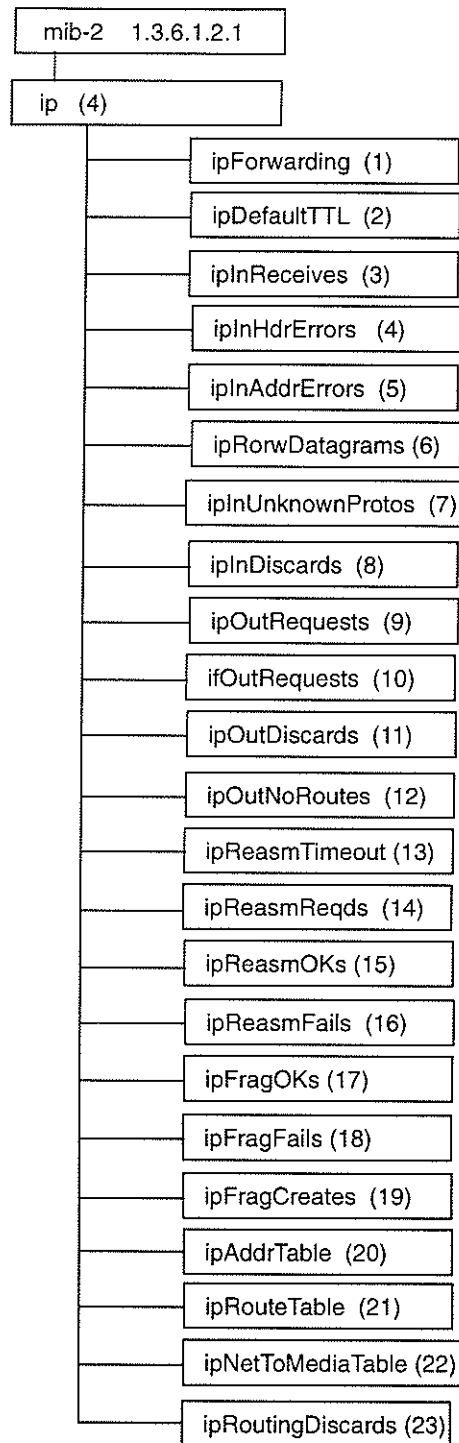 mib-2 1.3.6.1.2.1
ip (4)
ipForwarding (1)
ipDefaultTTL (2)
ipInReceives (3)
ipInHdrErrors (4)
ipInAddrErrors (5)
ipRorwDatagrams (6)
ipInUnknownProtos (7)
ipInDiscards (8)
ipOutRequests (9)
ifOutRequests (10)
ipOutDiscards (11)
ipOutNoRoutes (12)
ipReasmTimeout (13)
ipReasmReqds (14)
ipReasmOKs (15)
ipReasmFails (16)
ipFragOKs (17)
ipFragFails (18)
ipFragCreates (19)
ipAddrTable (20)
ipRouteTable (21)
ipNetToMediaTable (22)
ipRoutingDiscards (23)